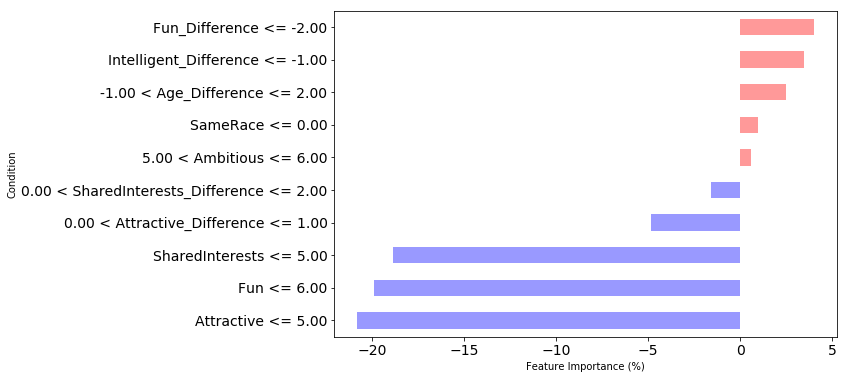 Fun_Difference <= -2.00
Intelligent_Difference <= -1.00
-1.00 < Age_Difference <= 2.00
SameRace <= 0.00
5.00 < Ambitious <= 6.00
0.00 < SharedInterests_Difference <= 2.00
0.00 < Attractive_Difference <= 1.00
SharedInterests <= 5.00
Fun <= 6.00
Attractive <= 5.00
Condition
−20 −15 −10 −5 0 5
Feature Importance (%)